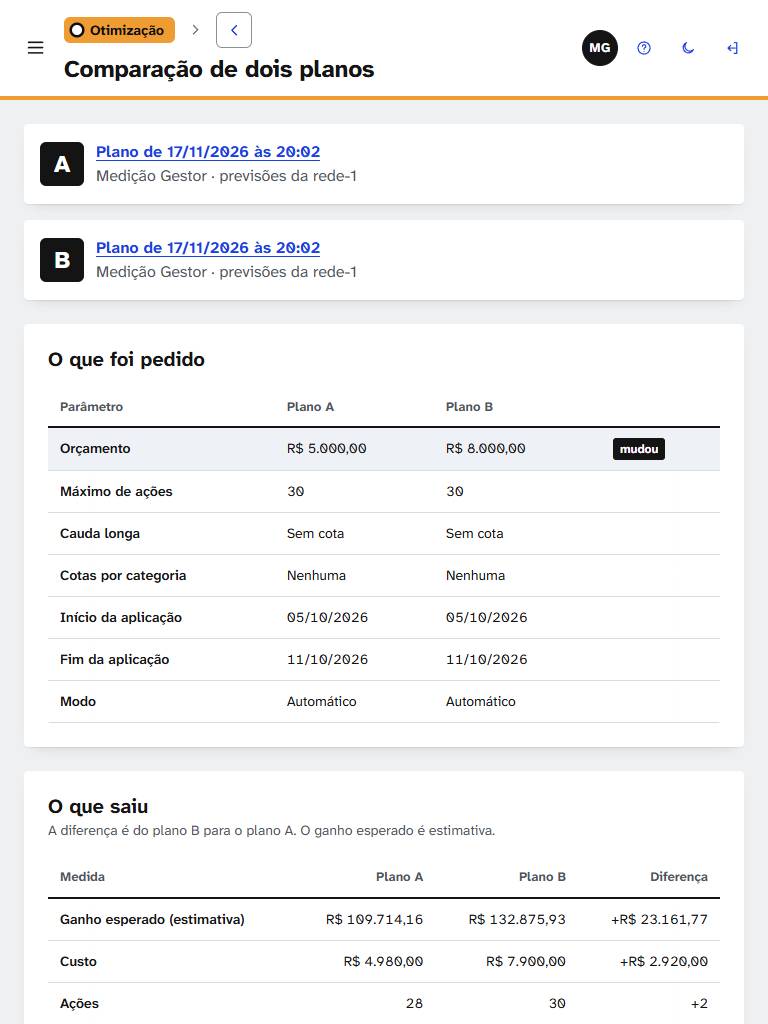 Otimização
MG
Comparação de dois planos
A
Plano de 17/11/2026 às 20:02
Medição Gestor · previsões da rede-1
B
Plano de 17/11/2026 às 20:02
Medição Gestor · previsões da rede-1
O que foi pedido
Parâmetro Plano A Plano B
Orçamento R$ 5.000,00 R$ 8.000,00 mudou
Máximo de ações 30 30
Cauda longa Sem cota Sem cota
Cotas por categoria Nenhuma Nenhuma
Início da aplicação 05/10/2026 05/10/2026
Fim da aplicação 11/10/2026 11/10/2026
Modo Automático Automático
O que saiu
A diferença é do plano B para o plano A. O ganho esperado é estimativa.
Medida Plano A Plano B Diferença
Ganho esperado (estimativa) R$ 109.714,16 R$ 132.875,93 +R$ 23.161,77
Custo R$ 4.980,00 R$ 7.900,00 +R$ 2.920,00
Ações 28 30 +2